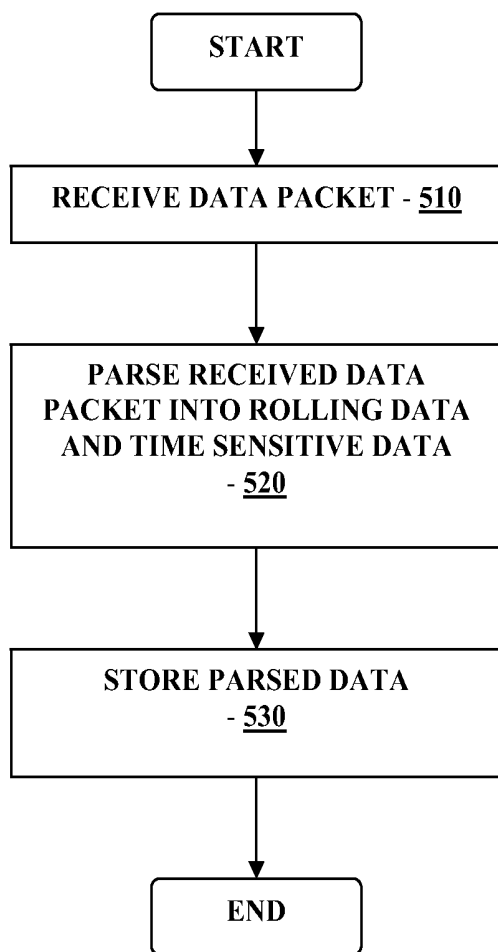 START
RECEIVE DATA PACKET - 510
PARSE RECEIVED DATA
PACKET INTO ROLLING DATA
AND TIME SENSITIVE DATA
- 520
STORE PARSED DATA
- 530
END